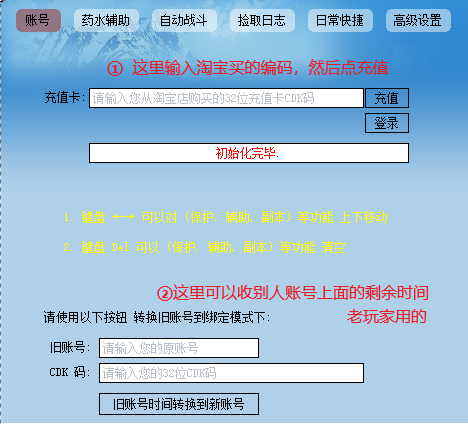 账号 药水辅助 自动战斗 捡取日志 日常快捷 高级设置
① 这里输入淘宝买的编码，然后点充值
充值卡: 请输入您从淘宝店购买的32位充值卡CDK码 充值
登录
初始化完毕.
1. 键盘 ←→ 可以对（保护、辅助、副本）等功能 上下移动
2. 键盘 Del 可以（保护、辅助、副本）等功能 清空
②这里可以收别人账号上面的剩余时间
老玩家用的
请使用以下按钮 转换旧账号到绑定模式下:
旧账号: 请输入您的原账号
CDK 码: 请输入您的32位CDK码
旧账号时间转换到新账号